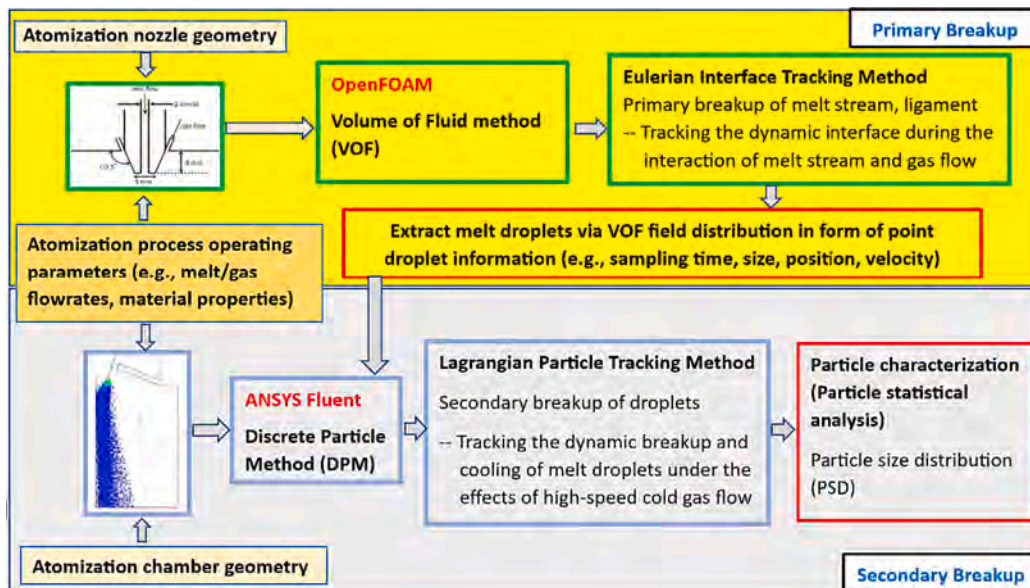 Primary Breakup
Atomization nozzle geometry
OpenFOAM
Volume of Fluid method
(VOF)
Eulerian Interface Tracking Method
Primary breakup of melt stream, ligament
-- Tracking the dynamic interface during the
interaction of melt stream and gas flow
Extract melt droplets via VOF field distribution in form of point
droplet information (e.g., sampling time, size, position, velocity)
Atomization process operating
parameters (e.g., melt/gas
flowrates, material properties)
ANSYS Fluent
Discrete Particle
Method (DPM)
Lagrangian Particle Tracking Method
Secondary breakup of droplets
-- Tracking the dynamic breakup and
cooling of melt droplets under the
effects of high-speed cold gas flow
Particle characterization
(Particle statistical
analysis)
Particle size distribution
(PSD)
Atomization chamber geometry
Secondary Breakup